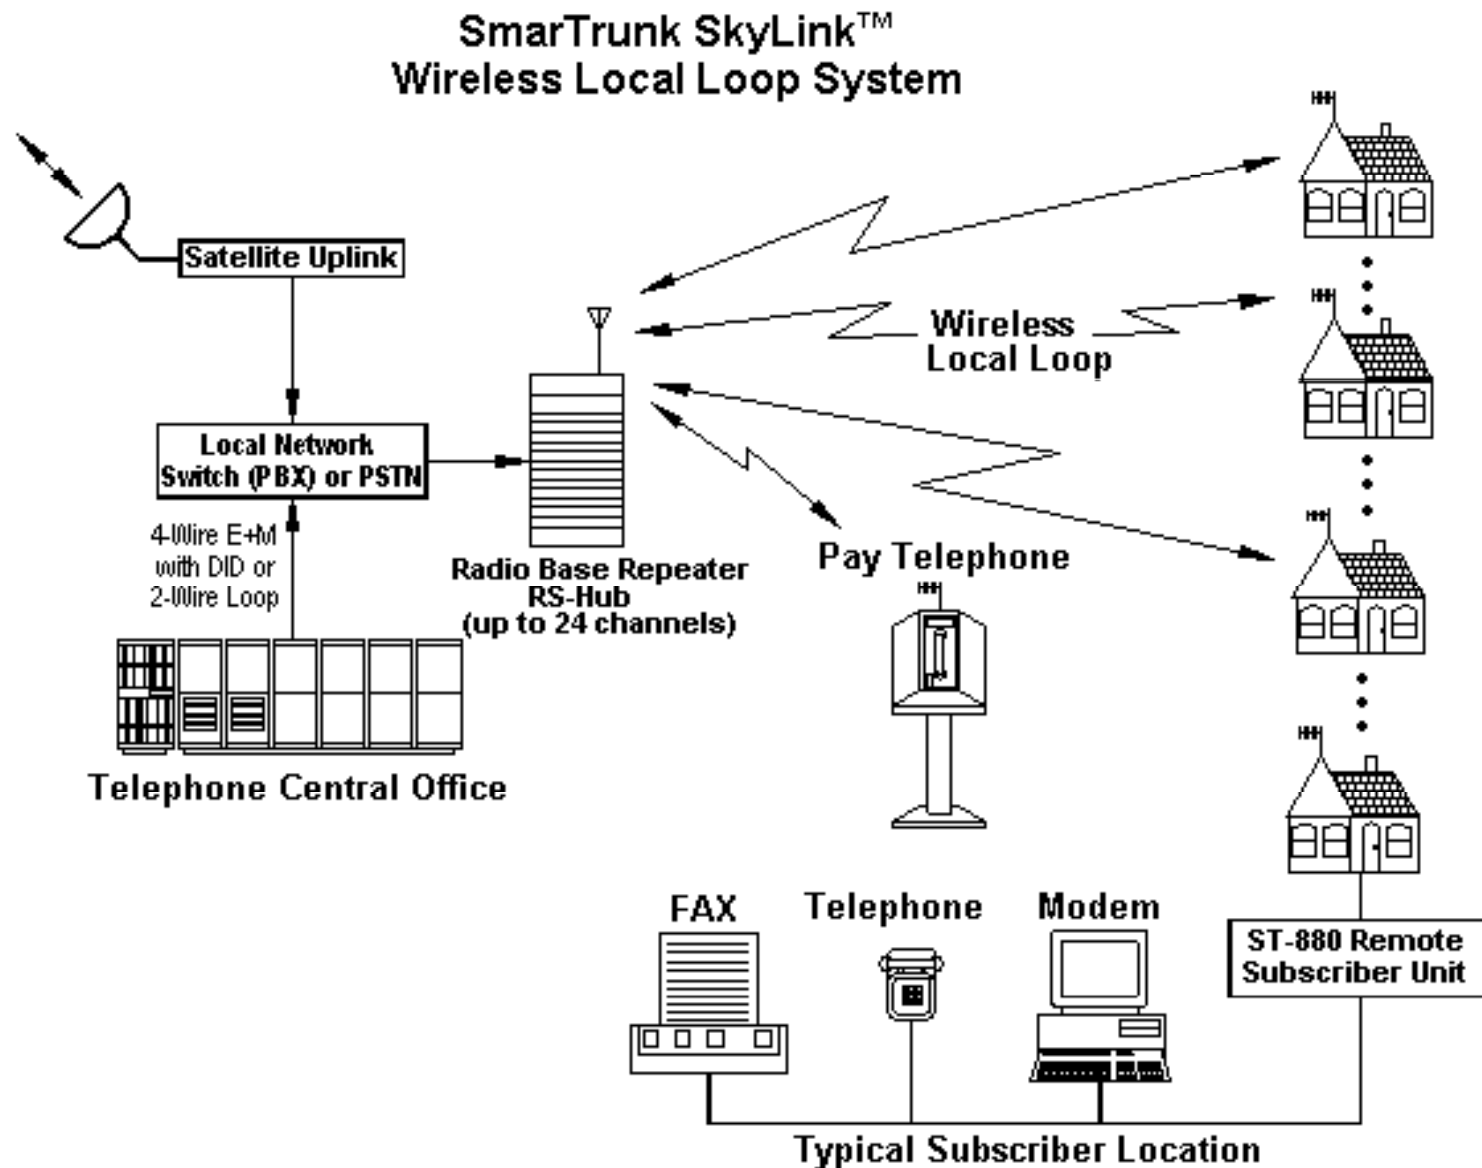 SmarTrunk SkyLink™
Wireless Local Loop System
Satellite Uplink
Wireless
Local Loop
Local Network
Switch (PBX) or PSTN
4-Wire E+M
with DID or
2-Wire Loop
Radio Base Repeater
RS-Hub
(up to 24 channels)
Pay Telephone
Telephone Central Office
FAX
Telephone
Modem
ST-880 Remote
Subscriber Unit
Typical Subscriber Location